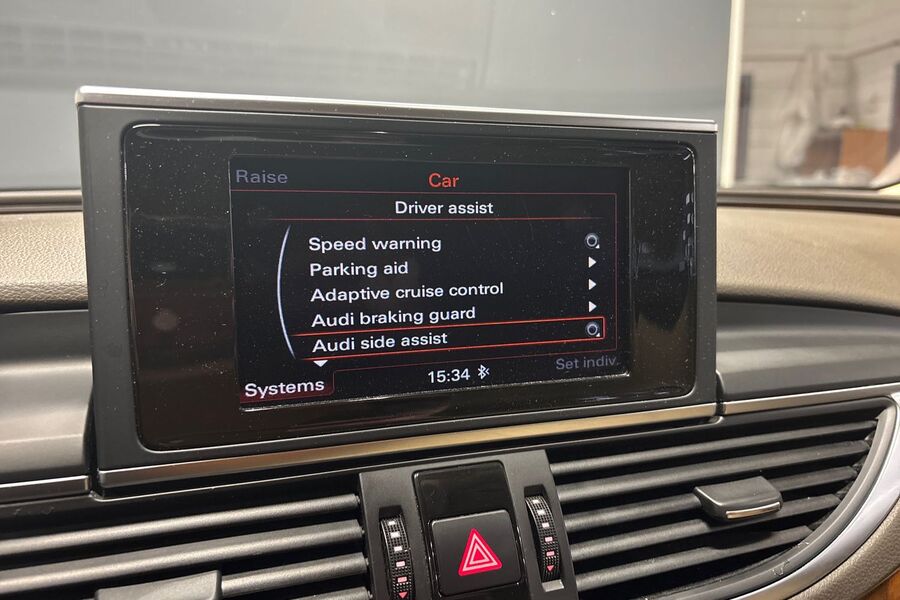 Raise
Car
Driver assist
Speed warning
Parking aid
Adaptive cruise control
Audi braking guard
Audi side assist
Set indiv.
Systems
15:34